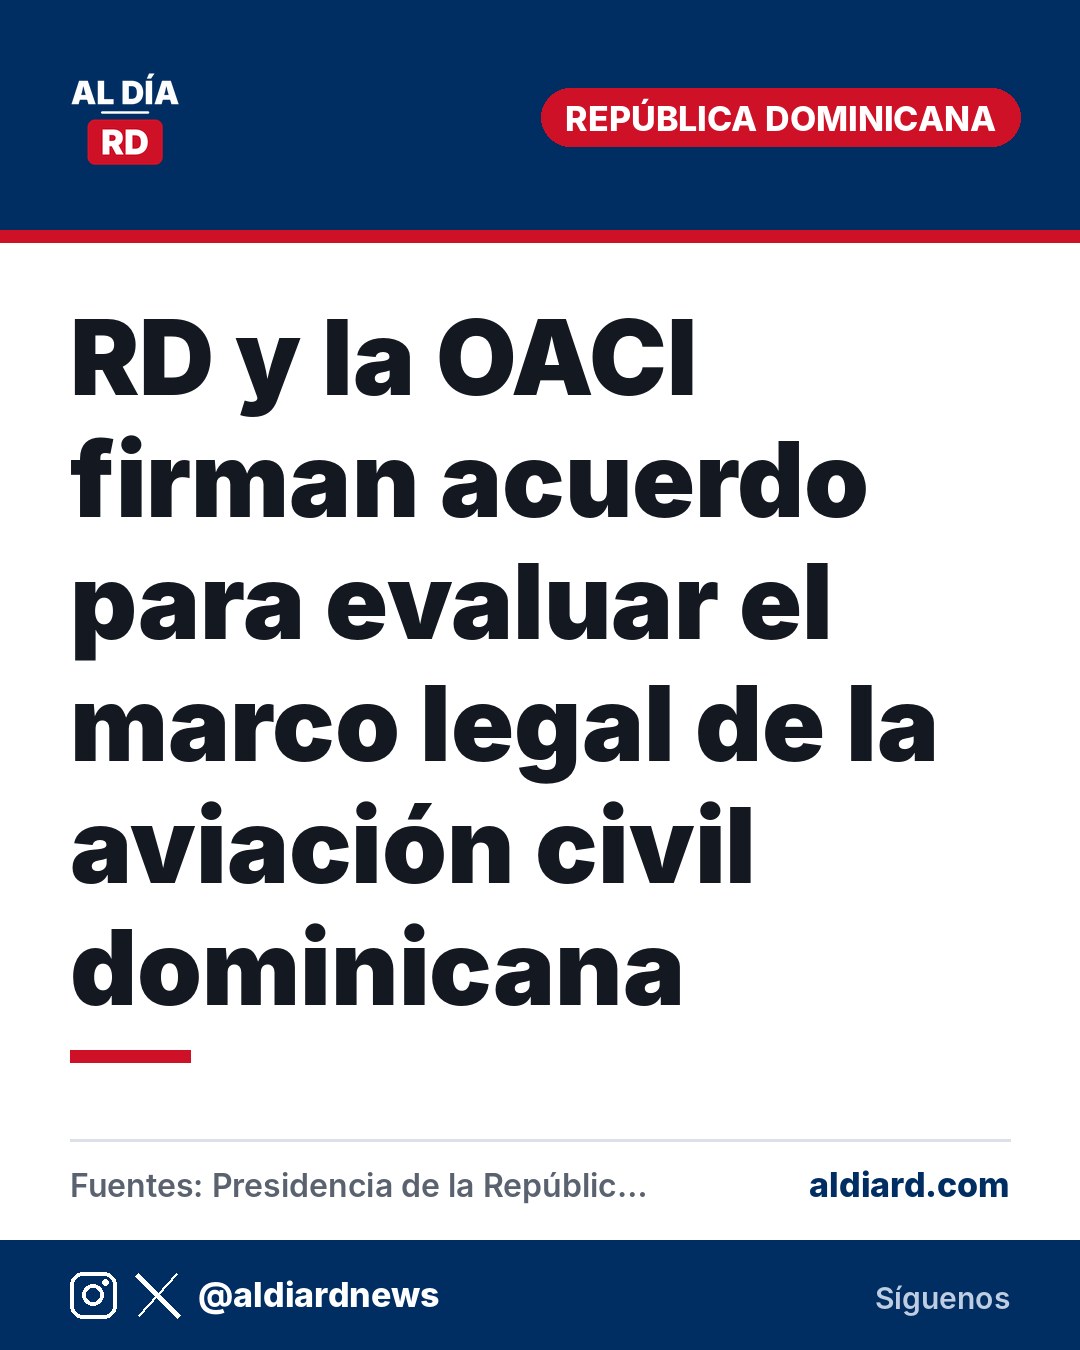 AL DÍA
RD
REPÚBLICA DOMINICANA
RD y la OACI
firman acuerdo
para evaluar el
marco legal de la
aviación civil
dominicana
Fuentes: Presidencia de la Repúblic...
aldiard.com
@aldiardnews
Síguenos